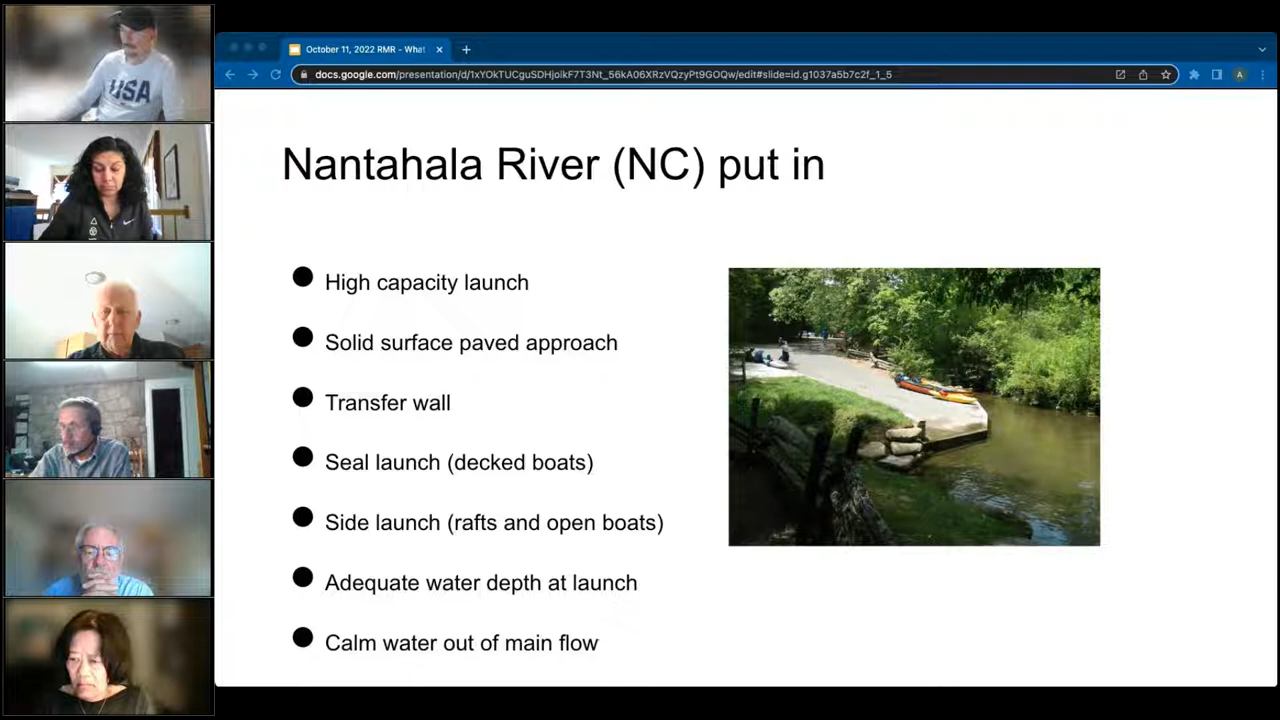 USA
October 11, 2022 RMR - What
docs.google.com/presentation/d/1xYOkTUCguSDHjolkF7T3Nt_56kA06XRzVQzyPt9GOQw/edit#slide=id.g1037a5b7c2f_1_5
A
Nantahala River (NC) put in
High capacity launch
Solid surface paved approach
Transfer wall
Seal launch (decked boats)
Side launch (rafts and open boats)
Adequate water depth at launch
Calm water out of main flow